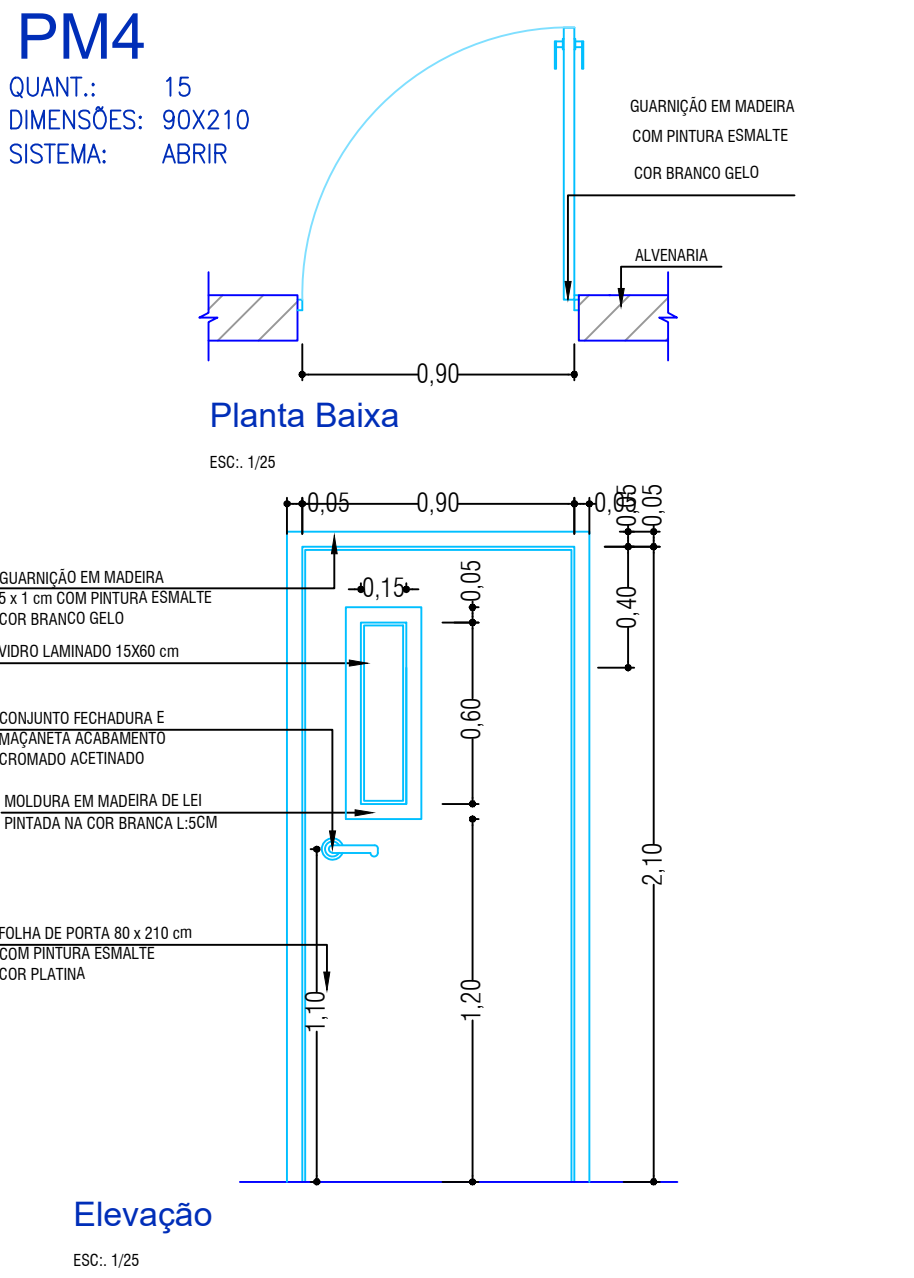 PM4
QUANT.: 15
DIMENSÕES: 90X210
SISTEMA: ABRIR
GUARNIÇÃO EM MADEIRA
COM PINTURA ESMALTE
COR BRANCO GELO
ALVENARIA
0,90
Planta Baixa
ESC:. 1/25
0,05 0,90 0,05
0,05
0,05
GUARNIÇÃO EM MADEIRA
5 x 1 cm COM PINTURA ESMALTE
COR BRANCO GELO
0,15
0,05
0,40
VIDRO LAMINADO 15X60 cm
0,60
CONJUNTO FECHADURA E
MAÇANETA ACABAMENTO
CROMADO ACETINADO
MOLDURA EM MADEIRA DE LEI
PINTADA NA COR BRANCA L:5CM
2,10
FOLHA DE PORTA 80 x 210 cm
COM PINTURA ESMALTE
COR PLATINA
1,10
1,20
Elevação
ESC:. 1/25